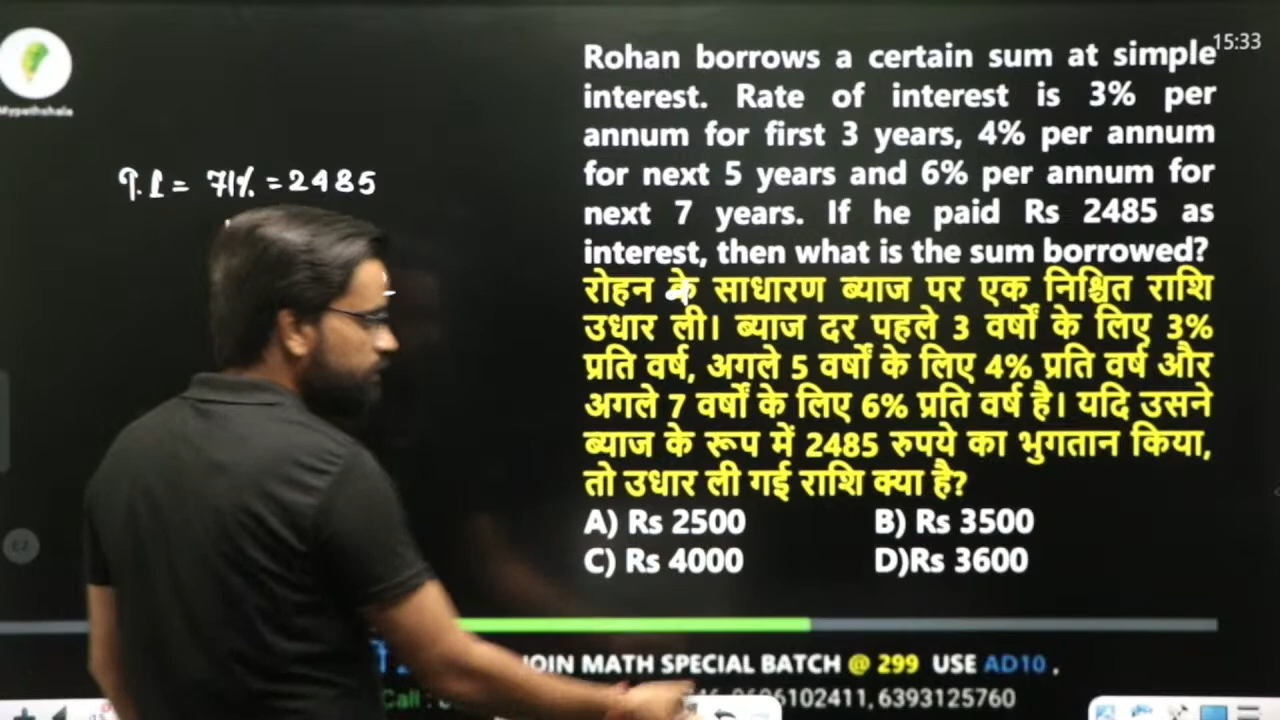 15:33
Mypathshala
T.I = 71% = 2485
Rohan borrows a certain sum at simple
interest. Rate of interest is 3% per
annum for first 3 years, 4% per annum
for next 5 years and 6% per annum for
next 7 years. If he paid Rs 2485 as
interest, then what is the sum borrowed?
रोहन के साधारण ब्याज पर एक निश्चित राशि
उधार ली। ब्याज दर पहले 3 वर्षों के लिए 3%
प्रति वर्ष, अगले 5 वर्षों के लिए 4% प्रति वर्ष और
अगले 7 वर्षों के लिए 6% प्रति वर्ष है। यदि उसने
ब्याज के रूप में 2485 रुपये का भुगतान किया,
तो उधार ली गई राशि क्या है?
A) Rs 2500 B) Rs 3500
C) Rs 4000 D)Rs 3600
JOIN MATH SPECIAL BATCH @ 299 USE AD10 .
Call : 6393125760